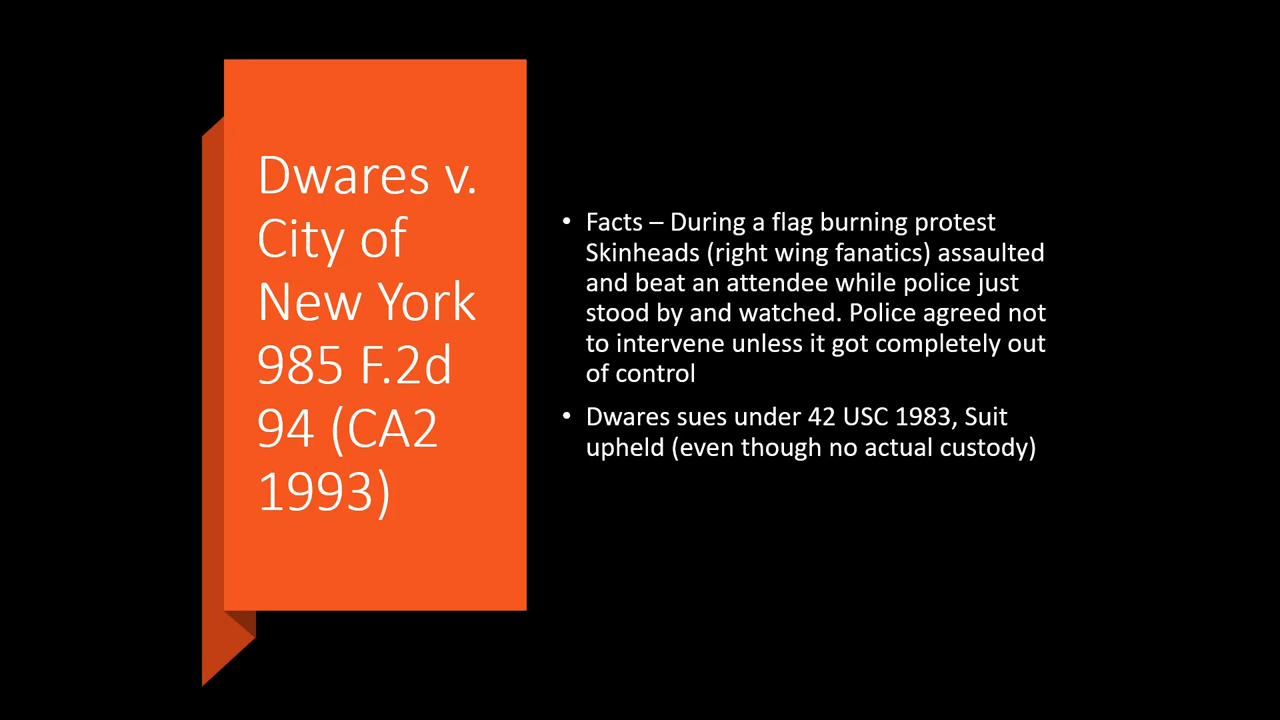 Dwares v.
City of
New York
985 F.2d
94 (CA2
1993)
• Facts – During a flag burning protest
Skinheads (right wing fanatics) assaulted
and beat an attendee while police just
stood by and watched. Police agreed not
to intervene unless it got completely out
of control
• Dwares sues under 42 USC 1983, Suit
upheld (even though no actual custody)